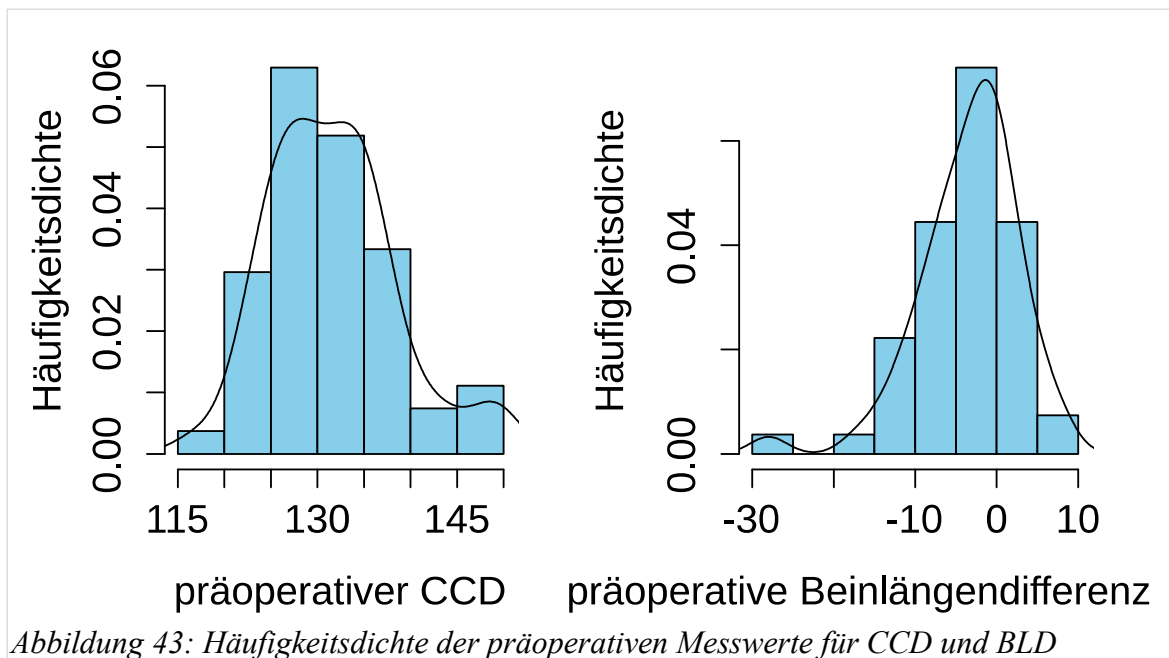 Häufigkeitsdichte
0.00 0.02 0.04 0.06
115 130 145
präoperativer CCD
Häufigkeitsdichte
0.00 0.04
-30 -10 0 10
präoperative Beinlängendifferenz
Abbildung 43: Häufigkeitsdichte der präoperativen Messwerte für CCD und BLD